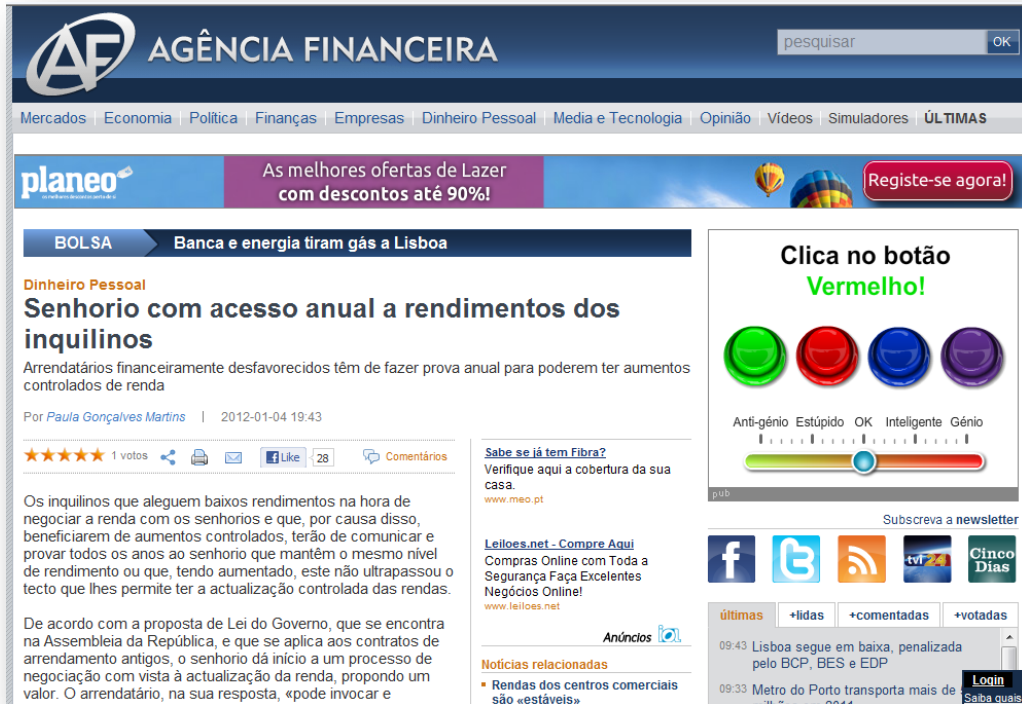 AF AGÊNCIA FINANCEIRA
pesquisar
OK
Mercados
Economia
Política
Finanças
Empresas
Dinheiro Pessoal
Media e Tecnologia
Opinião
Vídeos
Simuladores
ÚLTIMAS
planeo
As melhores ofertas de Lazer
com descontos até 90%!
Registe-se agora!
BOLSA
Banca e energia tiram gás a Lisboa
Dinheiro Pessoal
Senhorio com acesso anual a rendimentos dos
inquilinos
Arrendatários financeiramente desfavorecidos têm de fazer prova anual para poderem ter aumentos
controlados de renda
Por Paula Gonçalves Martins | 2012-01-04 19:43
1 votos
Like
28
Comentários
Os inquilinos que aleguem baixos rendimentos na hora de
negociar a renda com os senhorios e que, por causa disso,
beneficiarem de aumentos controlados, terão de comunicar e
provar todos os anos ao senhorio que mantêm o mesmo nível
de rendimento ou que, tendo aumentado, este não ultrapassou o
tecto que lhes permite ter a actualização controlada das rendas.
De acordo com a proposta de Lei do Governo, que se encontra
na Assembleia da República, e que se aplica aos contratos de
arrendamento antigos, o senhorio dá início a um processo de
negociação com vista à actualização da renda, propondo um
valor. O arrendatário, na sua resposta, «pode invocar e
Sabe se já tem Fibra?
Verifique aqui a cobertura da sua
casa.
www.meo.pt
Leiloes.net - Compre Aqui
Compras Online com Toda a
Segurança Faça Excelentes
Negócios Online!
www.leiloes.net
Anúncios
Notícias relacionadas
Rendas dos centros comerciais
são «estáveis»
Clica no botão
Vermelho!
Anti-génio Estúpido OK Inteligente Génio
pub
Subscreva a newsletter
tvi 24
Cinco
Dias
últimas
+lidas
+comentadas
+votadas
09:43 Lisboa segue em baixa, penalizada
pelo BCP, BES e EDP
09:33 Metro do Porto transporta mais de
Login
Saiba quais